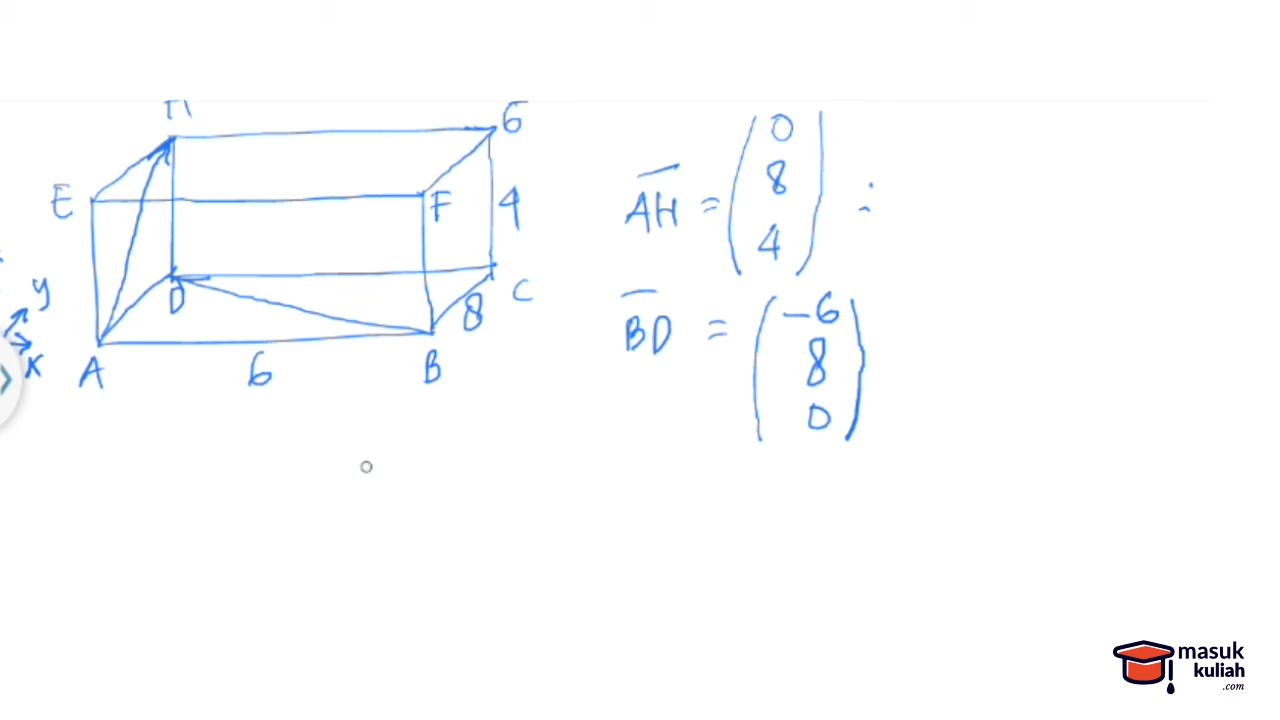 H
G
E
F
4
y
D
C
8
x
A
6
B
AH = ( 0
8
4 ) :
BD = ( -6
8
0 )
masuk
kuliah
.com